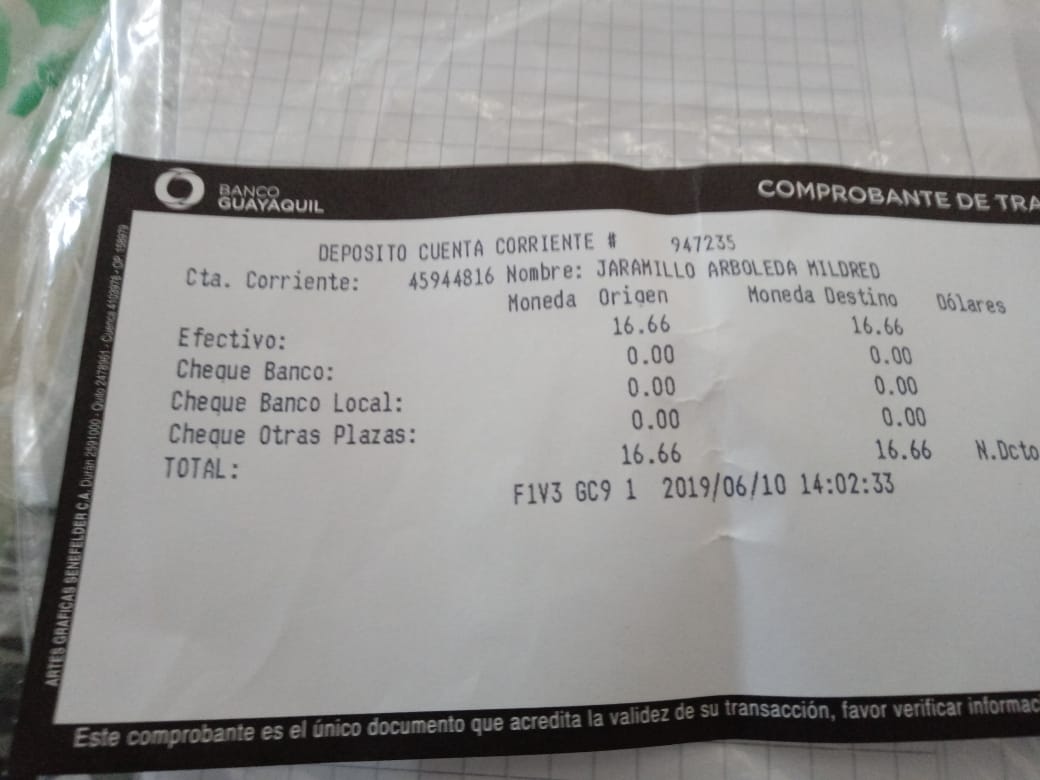 BANCO
GUAYAQUIL
COMPROBANTE DE TRA
DEPOSITO CUENTA CORRIENTE # 947235
Cta. Corriente: 45944816 Nombre: JARAMILLO ARBOLEDA MILDRED
Moneda Origen Moneda Destino Dólares
Efectivo: 16.66 16.66
Cheque Banco: 0.00 0.00
Cheque Banco Local: 0.00 0.00
Cheque Otras Plazas: 0.00 0.00
TOTAL: 16.66 16.66 N.Dcto
F1V3 GC9 1 2019/06/10 14:02:33
Este comprobante es el único documento que acredita la validez de su transacción, favor verificar informac
ARTES GRAFICAS SENEFELDER C.A. Durán 2591000 - Quito 2478961 - Cuenca 4103978 - OP. 158979